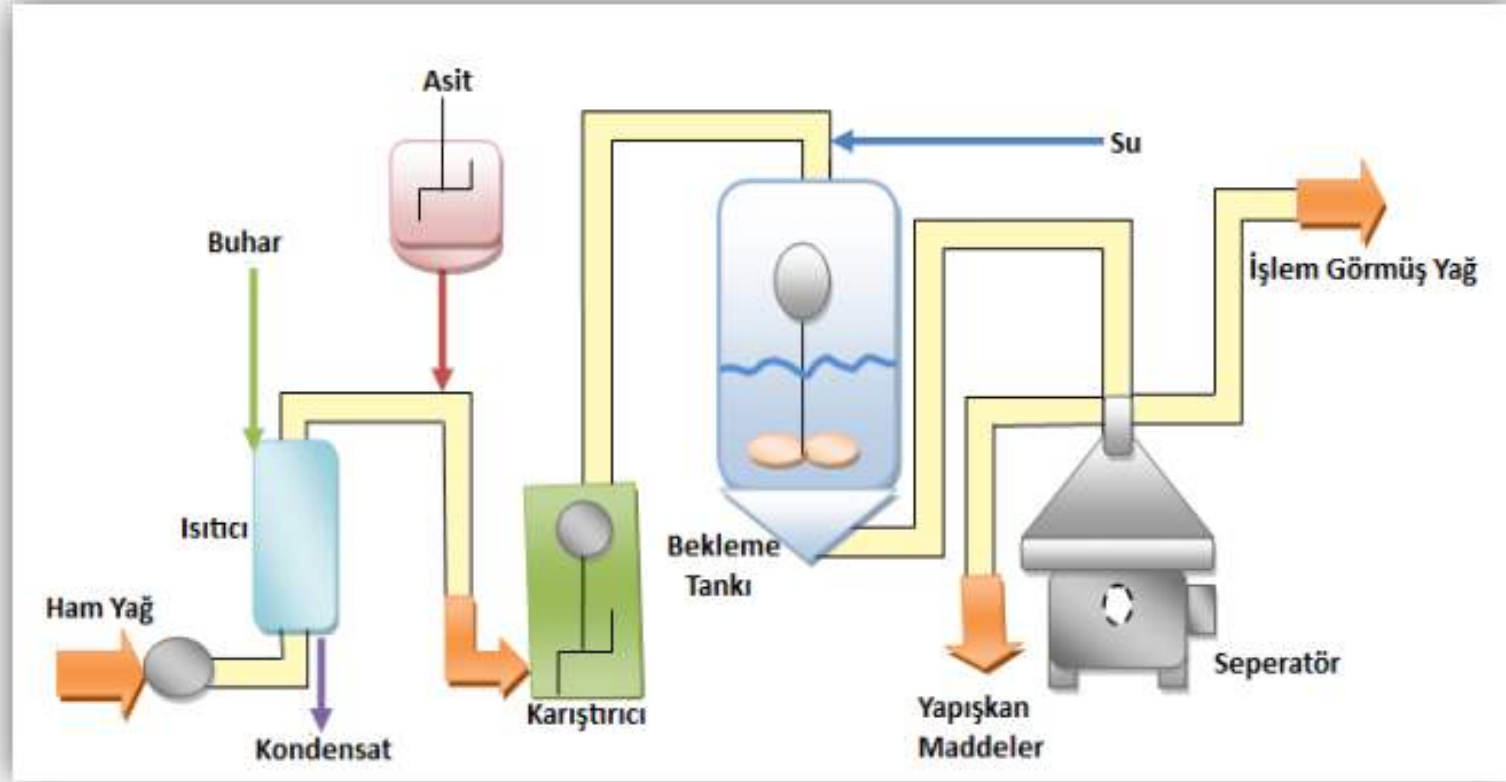 Asit
Su
Buhar
İşlem Görmüş Yağ
Isıtıcı
Bekleme
Tankı
Ham Yağ
Seperatör
Karıştırıcı
Yapışkan
Maddeler
Kondensat